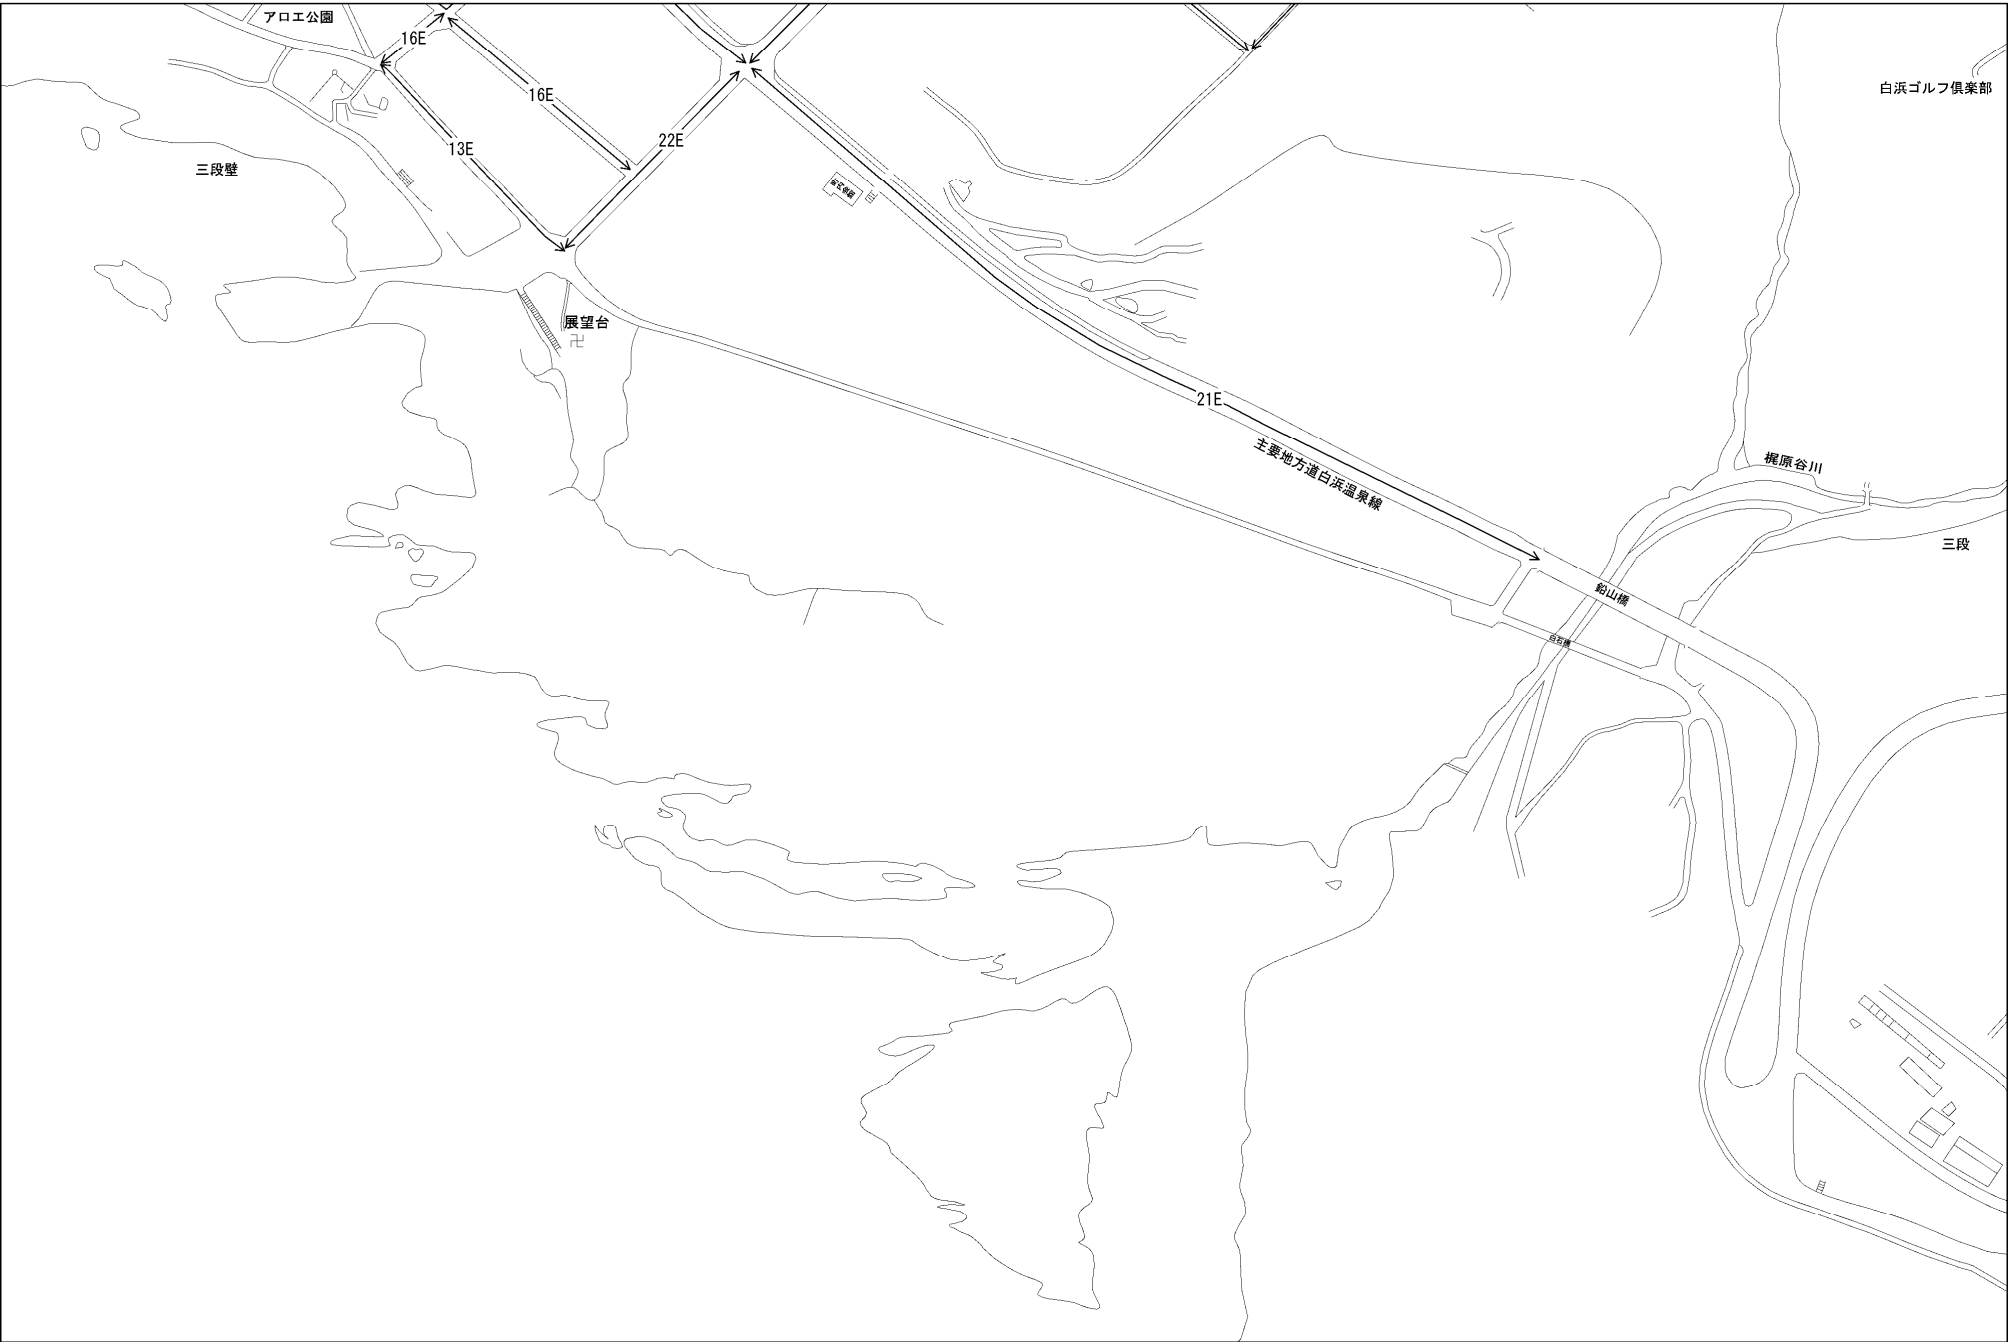 アロエ公園
16E
白浜ゴルフ倶楽部
16E
22E
13E
三段壁
展望台
卍
21E
主要地方道白浜温泉線
梶原谷川
三段
鉛山橋
白石橋